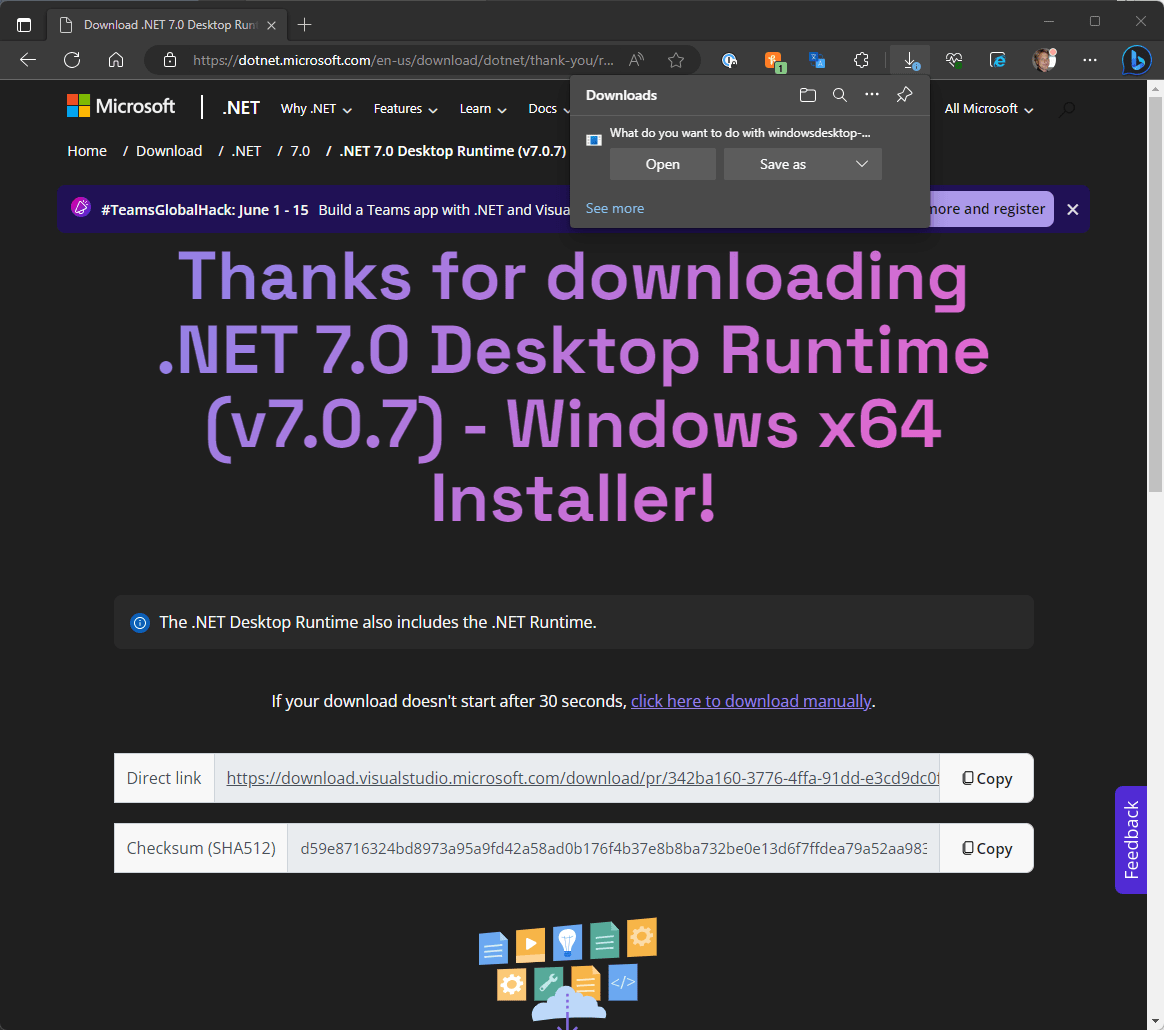 Download .NET 7.0 Desktop Run
https://dotnet.microsoft.com/en-us/download/dotnet/thank-you/r...
1
Downloads
What do you want to do with windowsdesktop-...
Open
Save as
See more
Microsoft
.NET
Why .NET
Features
Learn
Docs
All Microsoft
Home / Download / .NET / 7.0 / .NET 7.0 Desktop Runtime (v7.0.7)
#TeamsGlobalHack: June 1 - 15 Build a Teams app with .NET and Visua
more and register
Thanks for downloading
.NET 7.0 Desktop Runtime
(v7.0.7) - Windows x64
Installer!
The .NET Desktop Runtime also includes the .NET Runtime.
If your download doesn't start after 30 seconds, click here to download manually.
Direct link
https://download.visualstudio.microsoft.com/download/pr/342ba160-3776-4ffa-91dd-e3cd9dc0f
Copy
Checksum (SHA512)
d59e8716324bd8973a95a9fd42a58ad0b176f4b37e8b8ba732be0e13d6f7ffdea79a52aa983
Copy
Feedback